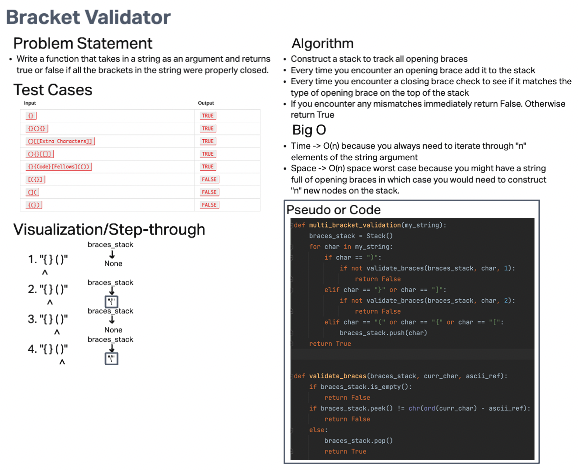 Bracket Validator
Problem Statement
• Write a function that takes in a string as an argument and returns
true or false if all the brackets in the string were properly closed.
Test Cases
Input Output
{} TRUE
{}(){} TRUE
()[[Extra Characters]] TRUE
(){}[[]] TRUE
{}{Code}[Fellows](()) TRUE
[({}] FALSE
(]( FALSE
{(}) FALSE
Visualization/Step-through
braces_stack
1. "{ } ( )"
^
None
braces_stack
2. "{ } ( )"
^
"{"
braces_stack
3. "{ } ( )"
^
None
braces_stack
4. "{ } ( )"
^
Algorithm
• Construct a stack to track all opening braces
• Every time you encounter an opening brace add it to the stack
• Every time you encounter a closing brace check to see if it matches the
type of opening brace on the top of the stack
• If you encounter any mismatches immediately return False. Otherwise
return True
Big O
• Time -> O(n) because you always need to iterate through "n"
elements of the string argument
• Space -> O(n) space worst case because you might have a string
full of opening braces in which case you would need to construct
"n" new nodes on the stack.
Pseudo or Code
def multi_bracket_validation(my_string):
braces_stack = Stack()
for char in my_string:
if char == ")":
if not validate_braces(braces_stack, char, 1):
return False
elif char == "}" or char == "]":
if not validate_braces(braces_stack, char, 2):
return False
elif char == "(" or char == "{" or char == "[":
braces_stack.push(char)
return True
def validate_braces(braces_stack, curr_char, ascii_ref):
if braces_stack.is_empty():
return False
if braces_stack.peek() != chr(ord(curr_char) - ascii_ref):
return False
else:
braces_stack.pop()
return True